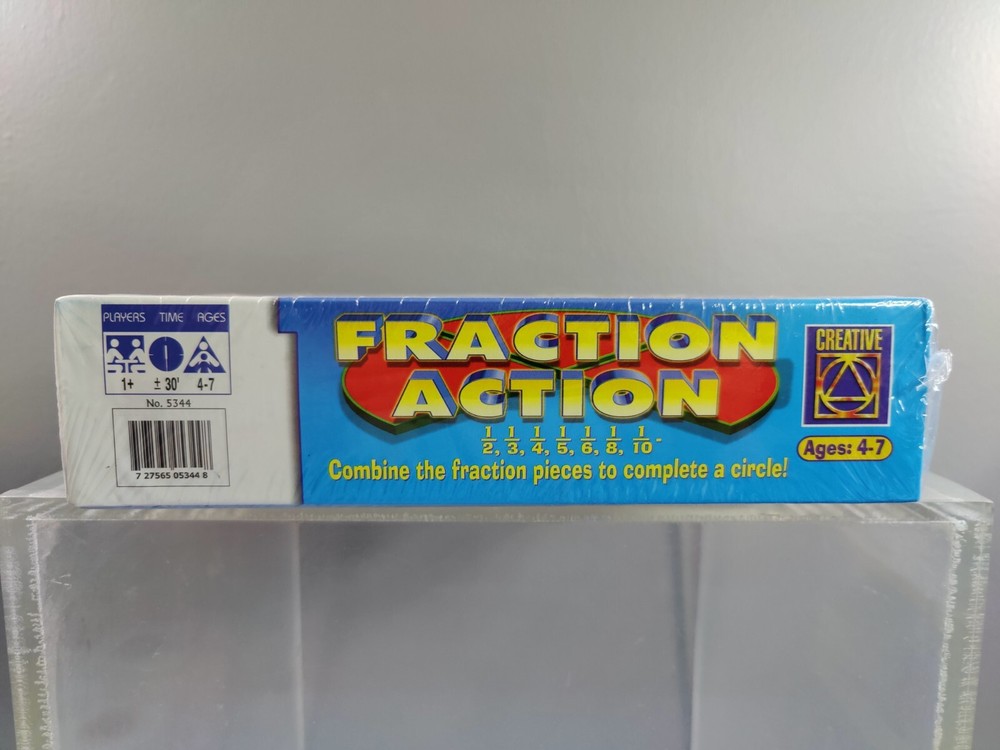 PLAYERS TIME AGES
1+ ± 30' 4-7
No. 5344
7 27565 05344 8
FRACTION
ACTION
1/2, 1/3, 1/4, 1/5, 1/6, 1/8, 1/10-
Combine the fraction pieces to complete a circle!
CREATIVE
Ages: 4-7